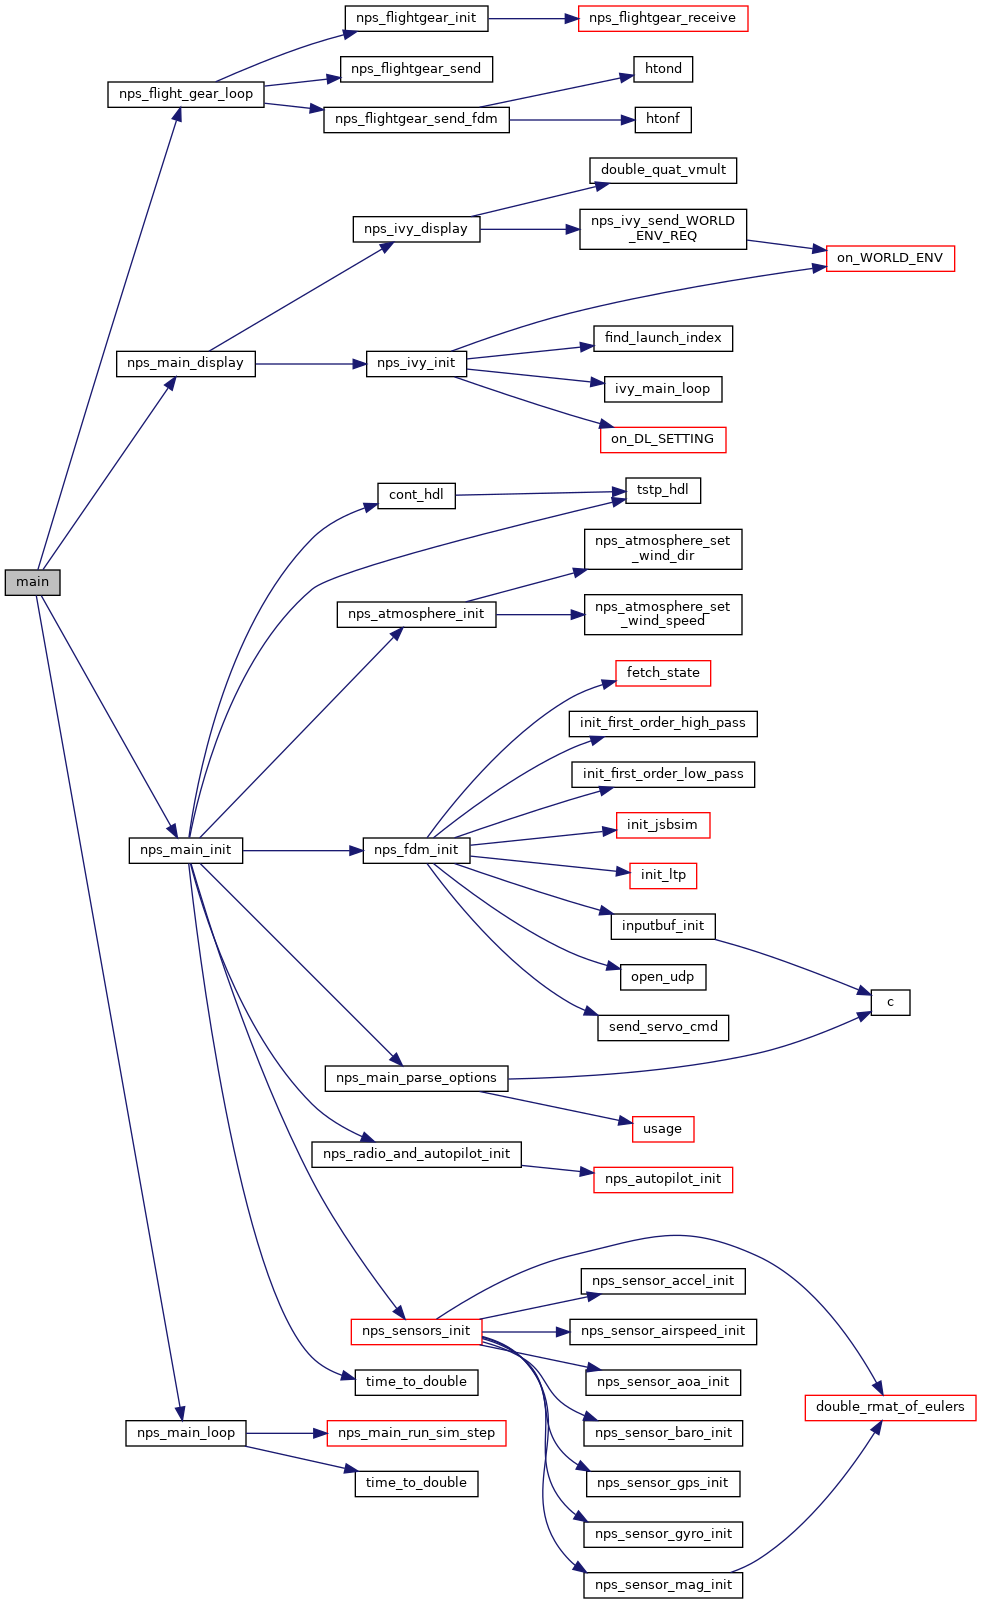 nps_flightgear_init
nps_flightgear_receive
nps_flightgear_send
htond
nps_flight_gear_loop
nps_flightgear_send_fdm
htonf
double_quat_vmult
nps_ivy_display
nps_ivy_send_WORLD
_ENV_REQ
on_WORLD_ENV
find_launch_index
nps_main_display
nps_ivy_init
ivy_main_loop
on_DL_SETTING
cont_hdl
tstp_hdl
nps_atmosphere_set
_wind_dir
main
nps_atmosphere_init
nps_atmosphere_set
_wind_speed
fetch_state
init_first_order_high_pass
init_first_order_low_pass
init_jsbsim
nps_main_init
nps_fdm_init
init_ltp
inputbuf_init
open_udp
c
send_servo_cmd
nps_main_parse_options
usage
nps_radio_and_autopilot_init
nps_autopilot_init
nps_sensor_accel_init
nps_sensors_init
nps_sensor_airspeed_init
time_to_double
nps_sensor_aoa_init
double_rmat_of_eulers
nps_main_loop
nps_main_run_sim_step
nps_sensor_baro_init
time_to_double
nps_sensor_gps_init
nps_sensor_gyro_init
nps_sensor_mag_init